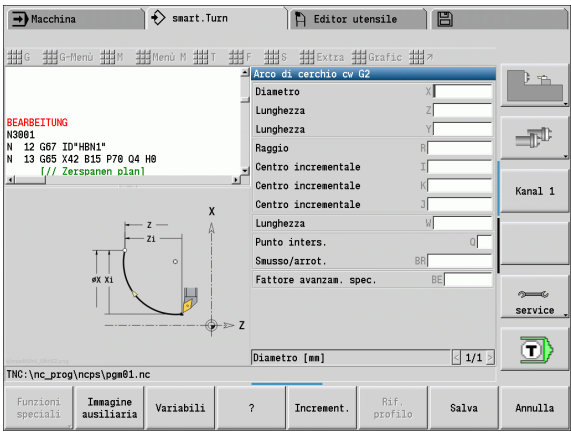 Macchina
smart.Turn
Editor utensile
G G-Menù M Menù M T F S Extra Grafic
BEARBEITUNG
N3001
N 12 G67 ID"HBN1"
N 13 G65 X42 B15 P70 Q4 H0
[// Zerspanen plan]
Arco di cerchio cw G2
Diametro X
Lunghezza Z
Lunghezza Y
Raggio R
Centro incrementale I
Centro incrementale K
Centro incrementale J
Lunghezza W
Punto inters. Q
Smusso/arrot. BR
Fattore avanzam. spec. BE
Diametro [mm] < 1/1 >
X
Z
Zi
øX Xi
Z
TNC:\nc_prog\ncps\pgm01.nc
Kanal 1
service
T
Funzioni speciali
Immagine ausiliaria
Variabili
?
Increment.
Rif. profilo
Salva
Annulla